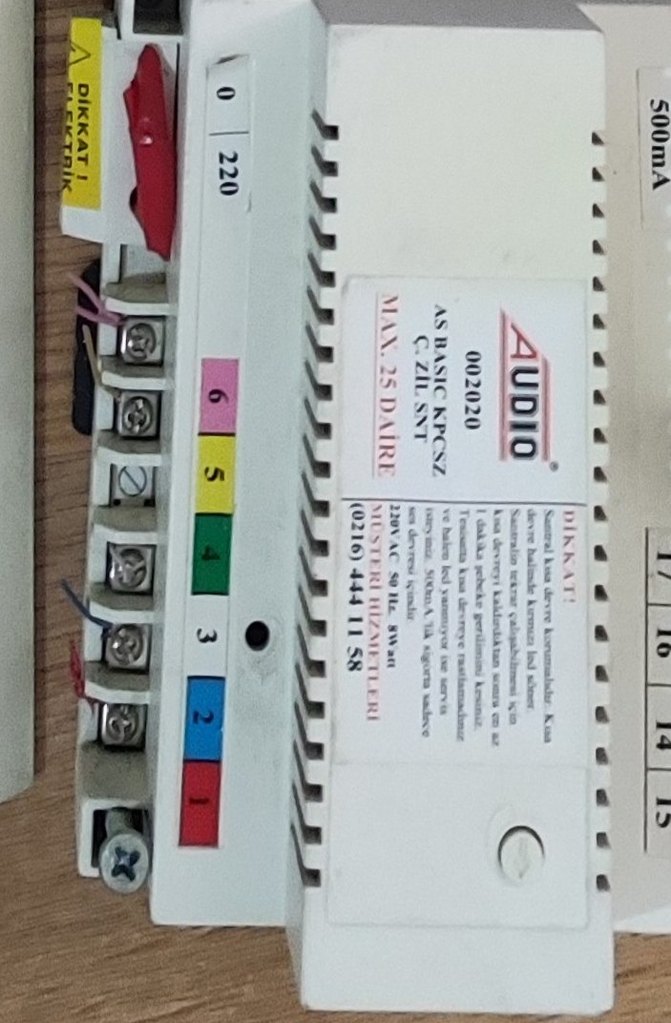 500mA
DİKKAT !
ELEKTRİK
0 220
6
5
4
3
2
1
AUDIO®
002020
AS BASIC KPCSZ
Ç. ZİL SNT
MAX. 25 DAİRE
DİKKAT!
Santral kısa devre korumalıdır. Kısa
devre halinde kırmızı led söner.
Santralin tekrar çalışabilmesi için
kısa devreyi kaldırdıktan sonra en az
1 dakika şebeke gerilimini kesiniz.
Tesisatta kısa devreye rastlamadınız
ve halen led yanmıyor ise servis
isteyiniz. 500mA 'lik sigorta sadece
ses devresi içindir.
220VAC 50 Hz. 8Watt
MÜŞTERİ HİZMETLERİ
(0216) 444 11 58
17
16
14
15